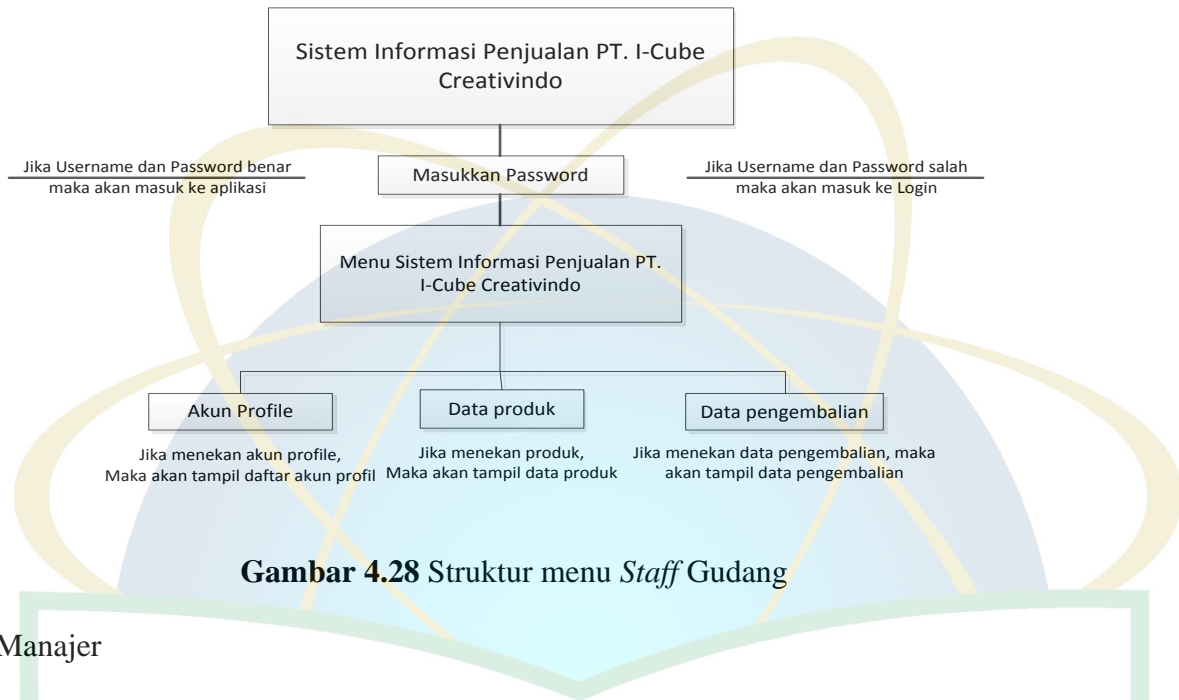 Sistem Informasi Penjualan PT. I-Cube
Creativindo
Jika Username dan Password benar
maka akan masuk ke aplikasi
Masukkan Password
Jika Username dan Password salah
maka akan masuk ke Login
Menu Sistem Informasi Penjualan PT.
I-Cube Creativindo
Akun Profile
Data produk
Data pengembalian
Jika menekan akun profile,
Maka akan tampil daftar akun profil
Jika menekan produk,
Maka akan tampil data produk
Jika menekan data pengembalian, maka
akan tampil data pengembalian
Gambar 4.28 Struktur menu Staff Gudang
Manajer